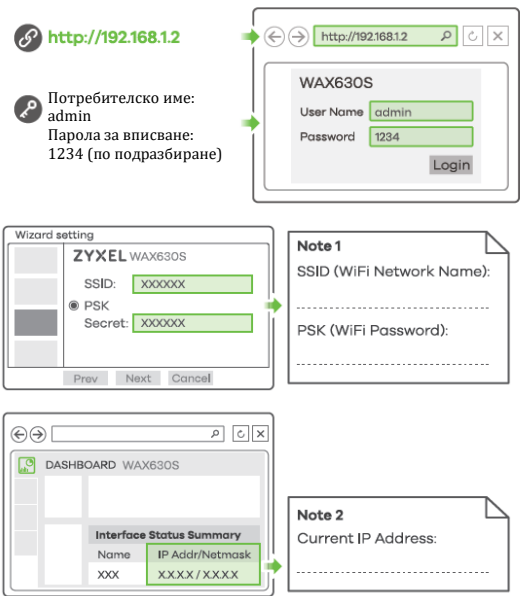 http://192.168.1.2
http://192.168.1.2
Потребителско име:
admin
Парола за вписване:
1234 (по подразбиране)
WAX630S
User Name admin
Password 1234
Login
Wizard setting
ZYXEL WAX630S
SSID: XXXXXX
PSK
Secret: XXXXXX
Prev Next Cancel
Note 1
SSID (WiFi Network Name):
PSK (WiFi Password):
DASHBOARD WAX630S
Interface Status Summary
Name IP Addr/Netmask
XXX X.X.X.X / X.X.X.X
Note 2
Current IP Address: